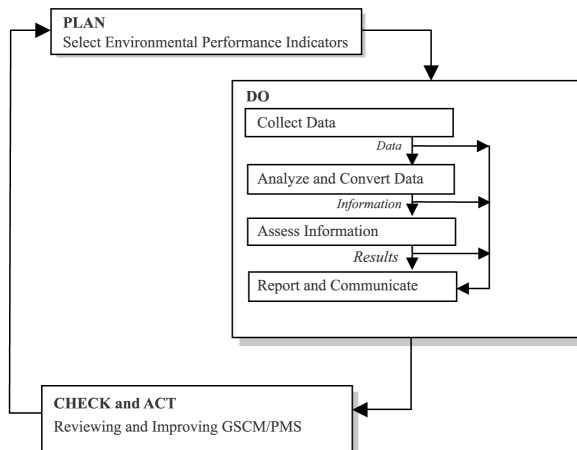 PLAN
Select Environmental Performance Indicators
DO
Collect Data
Data
Analyze and Convert Data
Information
Assess Information
Results
Report and Communicate
CHECK and ACT
Reviewing and Improving GSCM/PMS